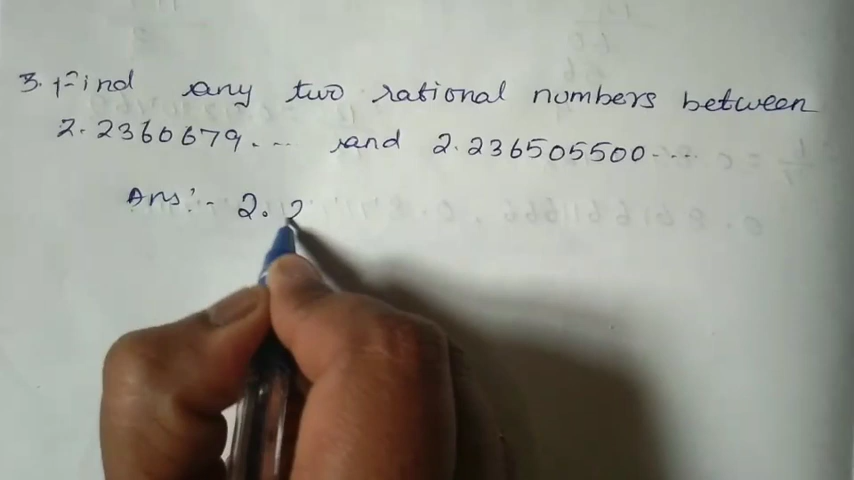 3. Find any two rational numbers between
2.2360679.... and 2.236505500....
Ans:- 2.2